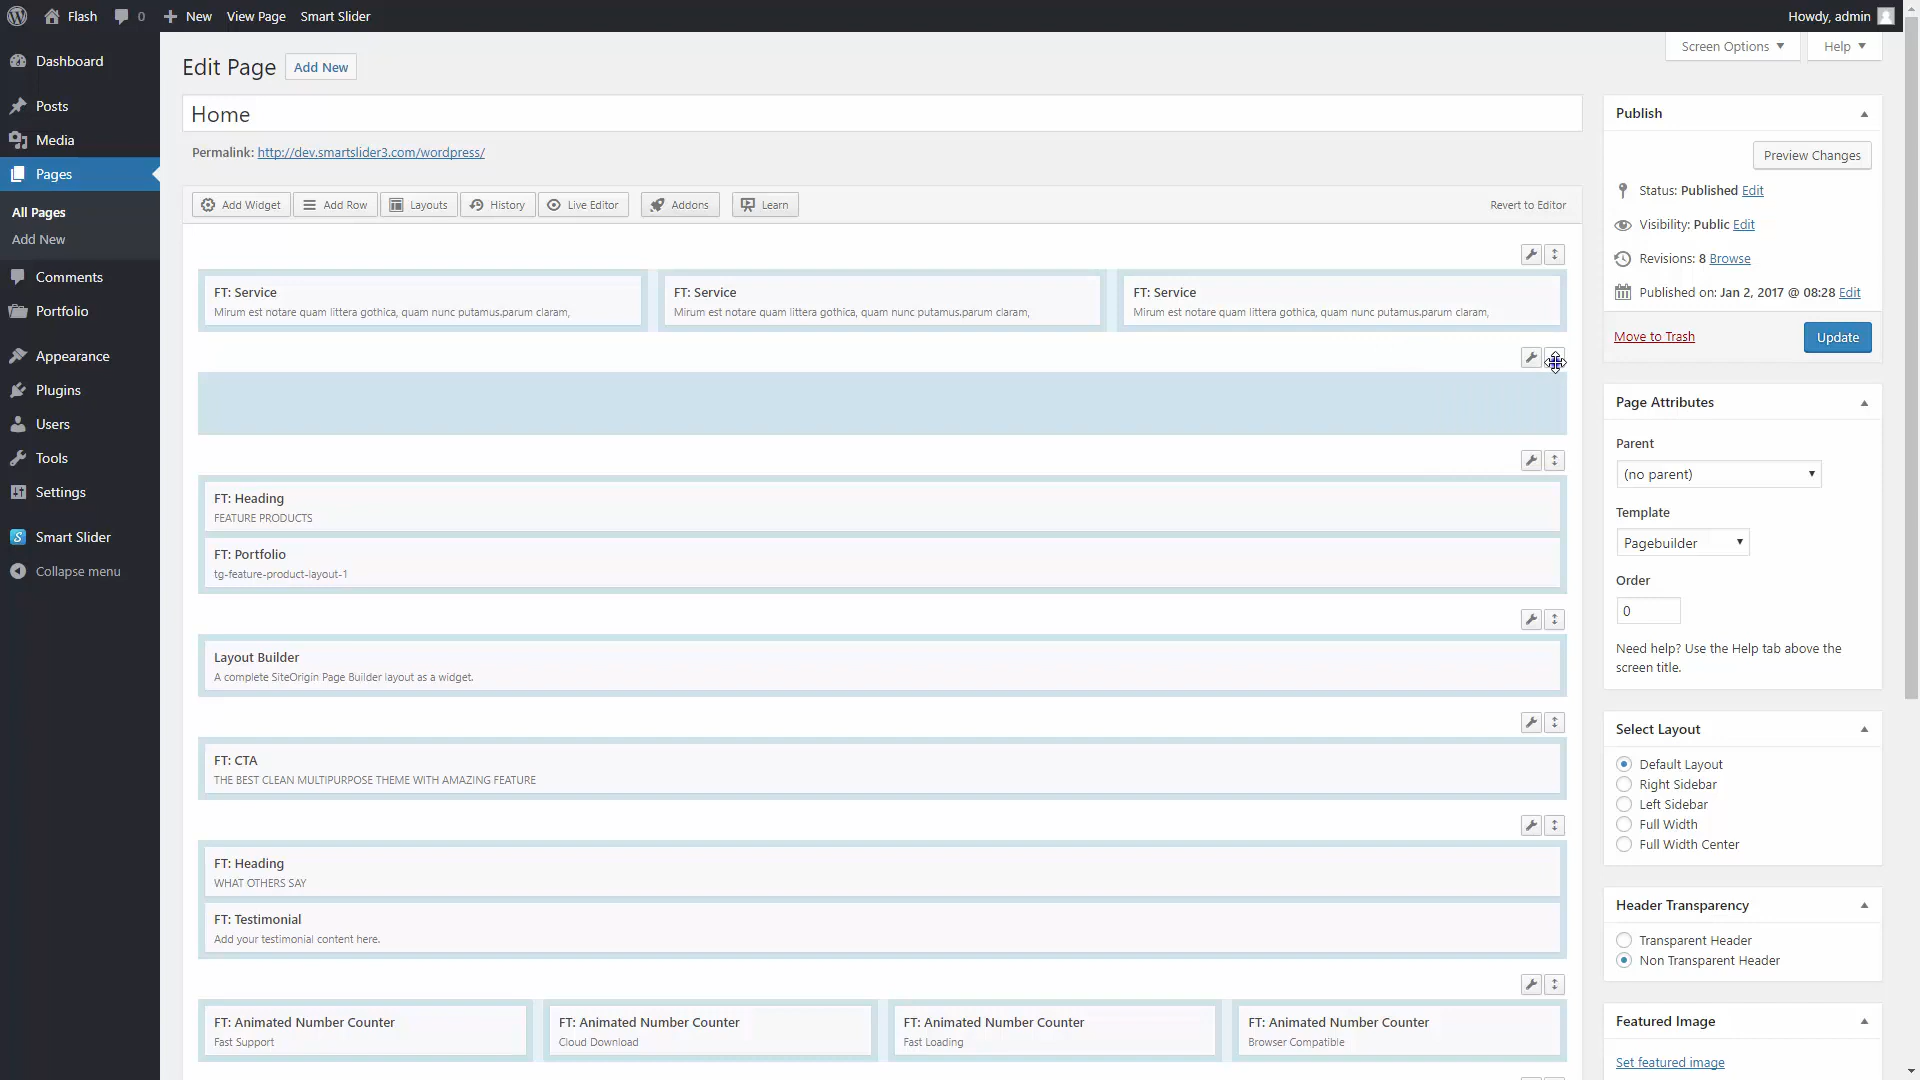 Flash
0
New
View Page
Smart Slider
Howdy, admin
Dashboard
Posts
Media
Pages
All Pages
Add New
Comments
Portfolio
Appearance
Plugins
Users
Tools
Settings
Smart Slider
Collapse menu
Screen Options
Help
Edit Page
Add New
Home
Permalink: http://dev.smartslider3.com/wordpress/
Add Widget
Add Row
Layouts
History
Live Editor
Addons
Learn
Revert to Editor
FT: Service
Mirum est notare quam littera gothica, quam nunc putamus.parum claram,
FT: Service
Mirum est notare quam littera gothica, quam nunc putamus.parum claram,
FT: Service
Mirum est notare quam littera gothica, quam nunc putamus.parum claram,
FT: Heading
FEATURE PRODUCTS
FT: Portfolio
tg-feature-product-layout-1
Layout Builder
A complete SiteOrigin Page Builder layout as a widget.
FT: CTA
THE BEST CLEAN MULTIPURPOSE THEME WITH AMAZING FEATURE
FT: Heading
WHAT OTHERS SAY
FT: Testimonial
Add your testimonial content here.
FT: Animated Number Counter
Fast Support
FT: Animated Number Counter
Cloud Download
FT: Animated Number Counter
Fast Loading
FT: Animated Number Counter
Browser Compatible
Publish
Preview Changes
Status: Published Edit
Visibility: Public Edit
Revisions: 8 Browse
Published on: Jan 2, 2017 @ 08:28 Edit
Move to Trash
Update
Page Attributes
Parent
(no parent)
Template
Pagebuilder
Order
0
Need help? Use the Help tab above the
screen title.
Select Layout
Default Layout
Right Sidebar
Left Sidebar
Full Width
Full Width Center
Header Transparency
Transparent Header
Non Transparent Header
Featured Image
Set featured image